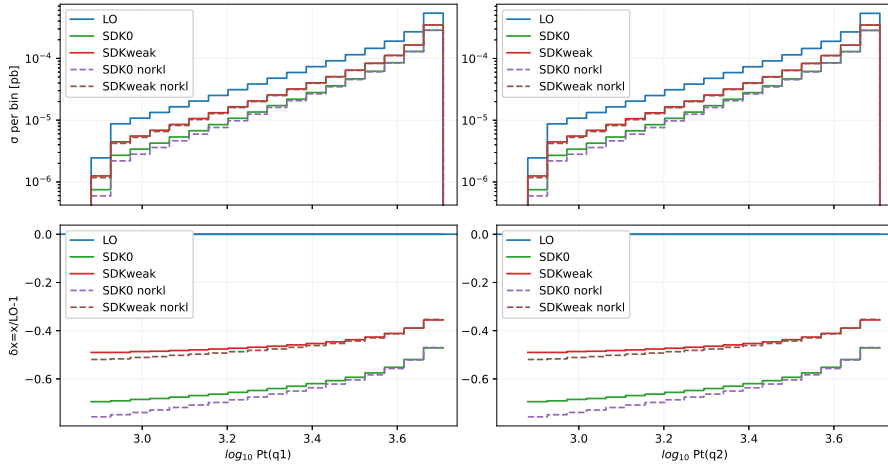 LO
SDK0
SDKweak
SDK0 norkl
SDKweak norkl
σ per bin [pb]
10⁻⁴
10⁻⁵
10⁻⁶
LO
SDK0
SDKweak
SDK0 norkl
SDKweak norkl
10⁻⁴
10⁻⁵
10⁻⁶
LO
SDK0
SDKweak
SDK0 norkl
SDKweak norkl
δx=x/LO-1
0.0
−0.2
−0.4
−0.6
3.0 3.2 3.4 3.6
log₁₀ Pt(q1)
LO
SDK0
SDKweak
SDK0 norkl
SDKweak norkl
0.0
−0.2
−0.4
−0.6
3.0 3.2 3.4 3.6
log₁₀ Pt(q2)